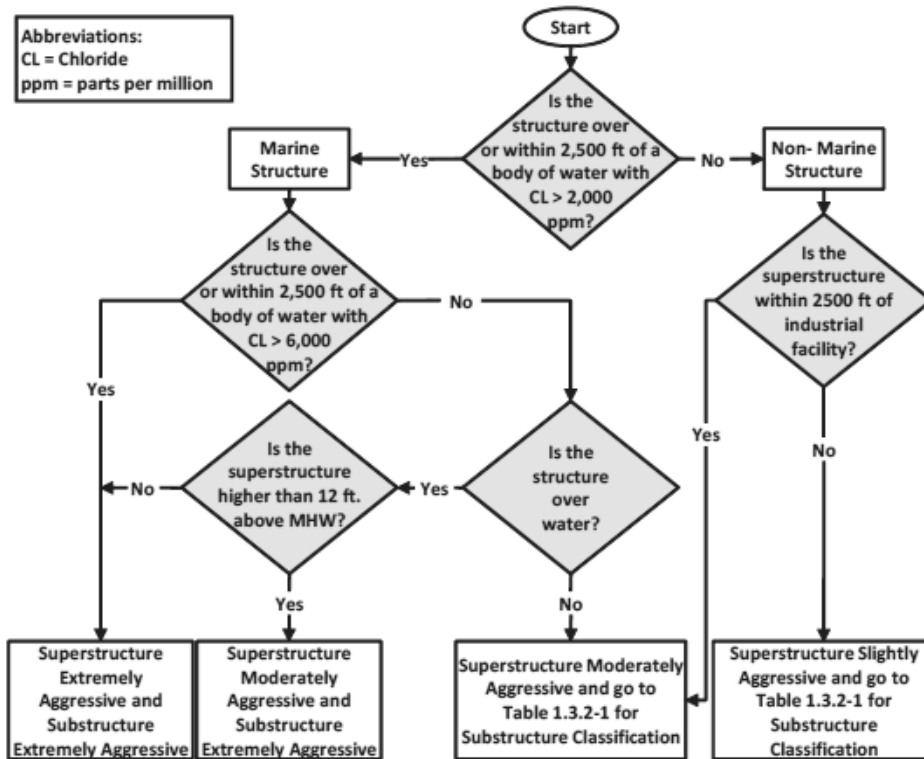 Abbreviations:
CL = Chloride
ppm = parts per million
Start
Is the
structure over
or within 2,500 ft of a
body of water with
CL > 2,000
ppm?
Yes
No
Marine
Structure
Non- Marine
Structure
Is the
structure over
or within 2,500 ft of a
body of water with
CL > 6,000
ppm?
Is the
superstructure
within 2500 ft of
industrial
facility?
No
Yes
Yes
No
Is the
superstructure
higher than 12 ft.
above MHW?
Is the
structure
over
water?
No
Yes
Yes
No
Superstructure
Extremely
Aggressive and
Substructure
Extremely Aggressive
Superstructure
Moderately
Aggressive and
Substructure
Extremely Aggressive
Superstructure Moderately
Aggressive and go to
Table 1.3.2-1 for
Substructure Classification
Superstructure Slightly
Aggressive and go to
Table 1.3.2-1 for
Substructure
Classification